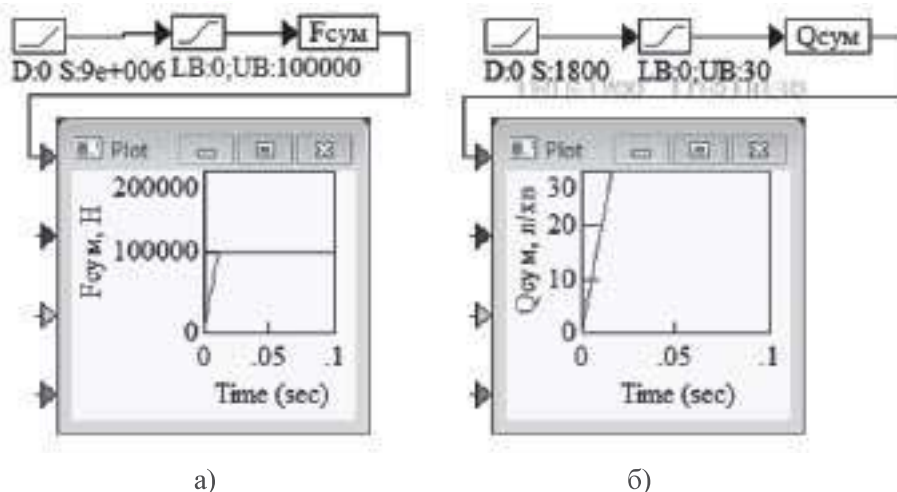 Fсум
D:0 S:9e+006 LB:0;UB:100000
Plot
200000
100000
0
Fсум, Н
0 .05 .1
Time (sec)
а)
Qсум
D:0 S:1800 LB:0;UB:30
Plot
30
20
10
0
Qсум, л/хв
0 .05 .1
Time (sec)
б)